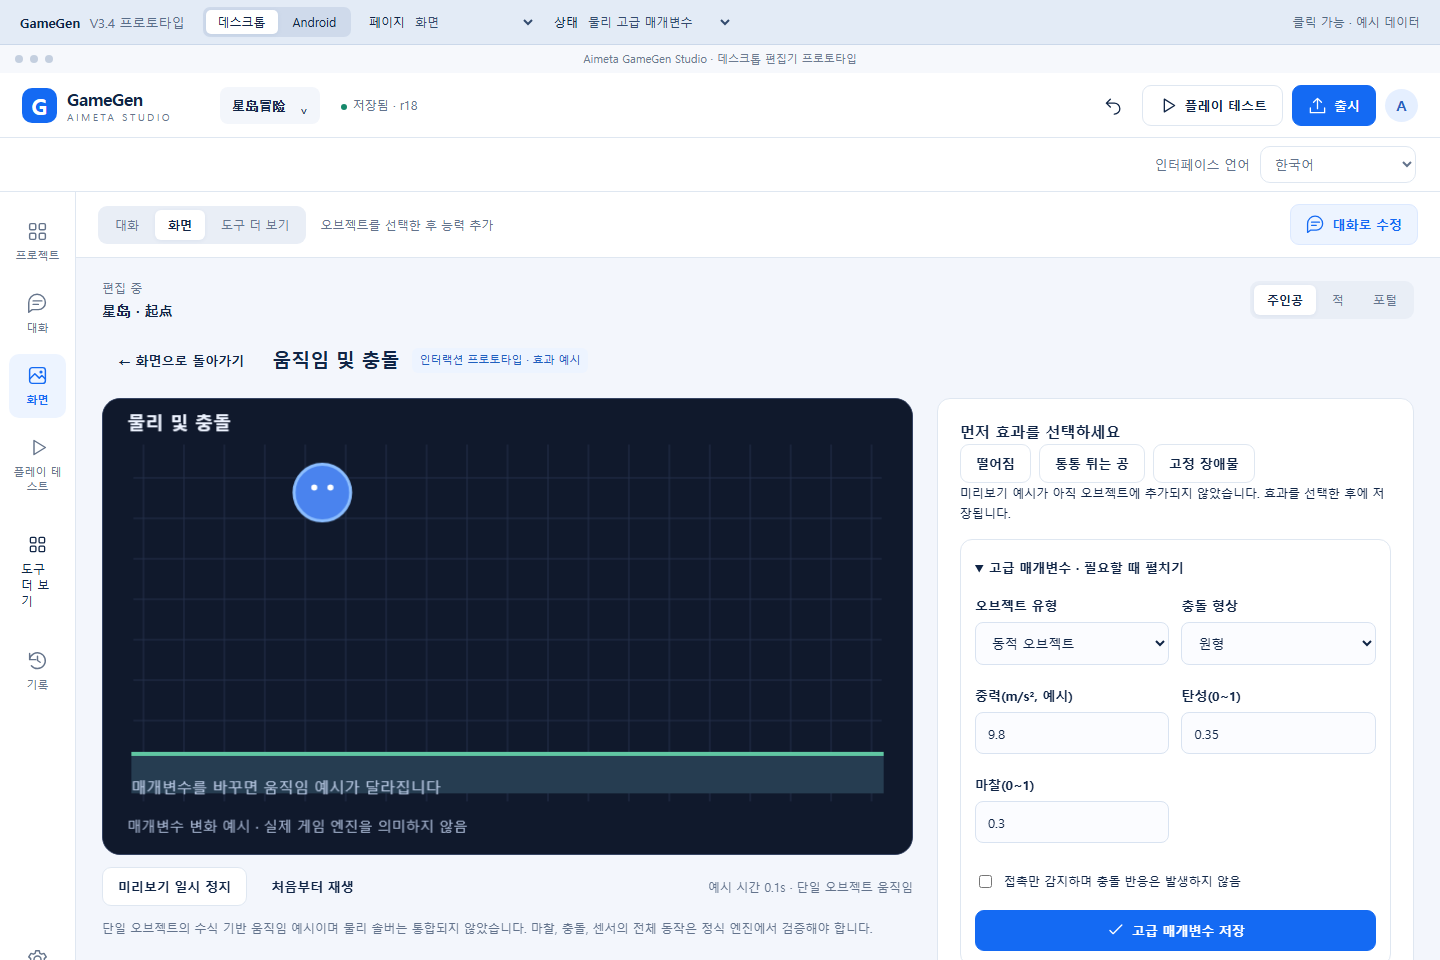 GameGen V3.4 프로토타입 데스크톱 Android 페이지 화면 상태 물리 고급 매개변수 클릭 가능 · 예시 데이터
Aimeta GameGen Studio · 데스크톱 편집기 프로토타입
G GameGen AIMETA STUDIO 星岛冒险 저장됨 · r18 플레이 테스트 출시 A
인터페이스 언어 한국어
대화 화면 도구 더 보기 오브젝트를 선택한 후 능력 추가 대화로 수정
프로젝트
대화
화면
플레이 테
스트
도구
더 보
기
기록
편집 중
星岛 · 起点
주인공 적 포털
← 화면으로 돌아가기 움직임 및 충돌 인터랙션 프로토타입 · 효과 예시
물리 및 충돌
매개변수를 바꾸면 움직임 예시가 달라집니다
매개변수 변화 예시 · 실제 게임 엔진을 의미하지 않음
미리보기 일시 정지 처음부터 재생 예시 시간 0.1s · 단일 오브젝트 움직임
단일 오브젝트의 수식 기반 움직임 예시이며 물리 솔버는 통합되지 않았습니다. 마찰, 충돌, 센서의 전체 동작은 정식 엔진에서 검증해야 합니다.
먼저 효과를 선택하세요
떨어짐 통통 튀는 공 고정 장애물
미리보기 예시가 아직 오브젝트에 추가되지 않았습니다. 효과를 선택한 후에 저
장됩니다.
▼ 고급 매개변수 · 필요할 때 펼치기
오브젝트 유형 충돌 형상
동적 오브젝트 원형
중력(m/s², 예시) 탄성(0~1)
9.8 0.35
마찰(0~1)
0.3
접촉만 감지하며 충돌 반응은 발생하지 않음
고급 매개변수 저장